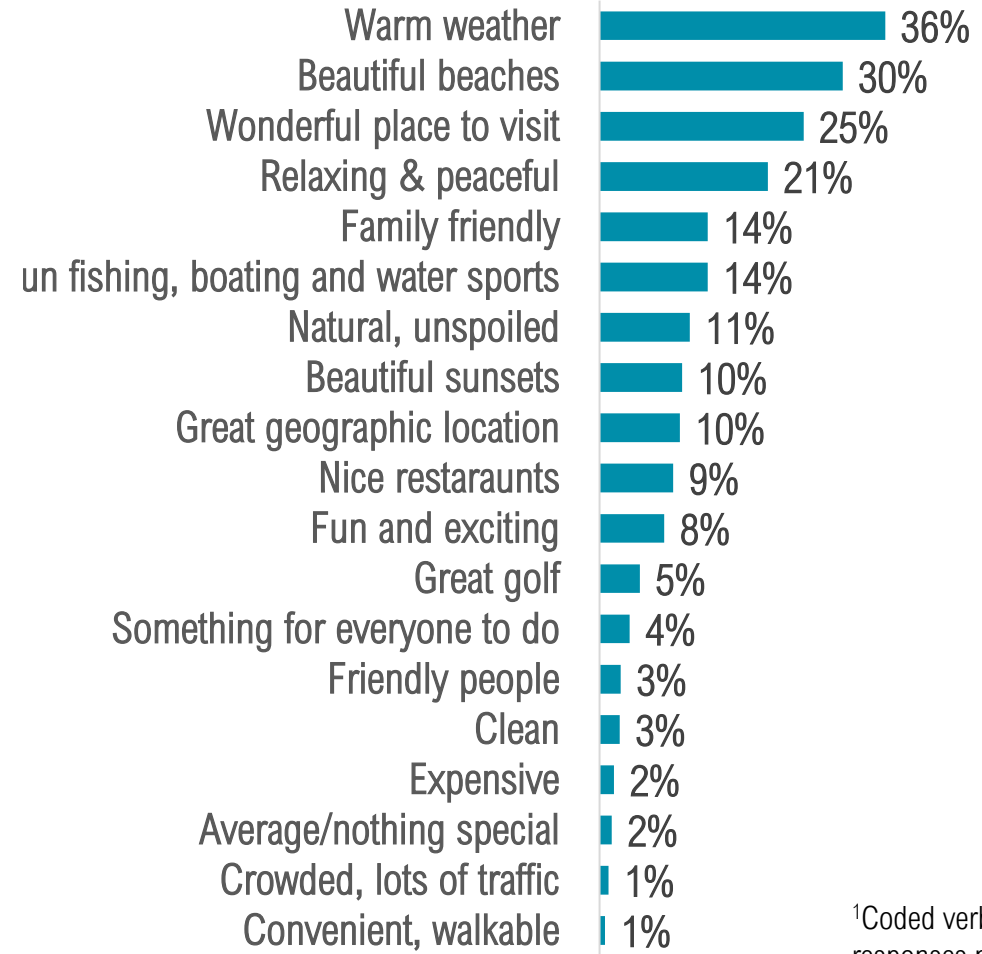 Warm weather 36%
Beautiful beaches 30%
Wonderful place to visit 25%
Relaxing & peaceful 21%
Family friendly 14%
un fishing, boating and water sports 14%
Natural, unspoiled 11%
Beautiful sunsets 10%
Great geographic location 10%
Nice restaraunts 9%
Fun and exciting 8%
Great golf 5%
Something for everyone to do 4%
Friendly people 3%
Clean 3%
Expensive 2%
Average/nothing special 2%
Crowded, lots of traffic 1%
Convenient, walkable 1%
¹Coded